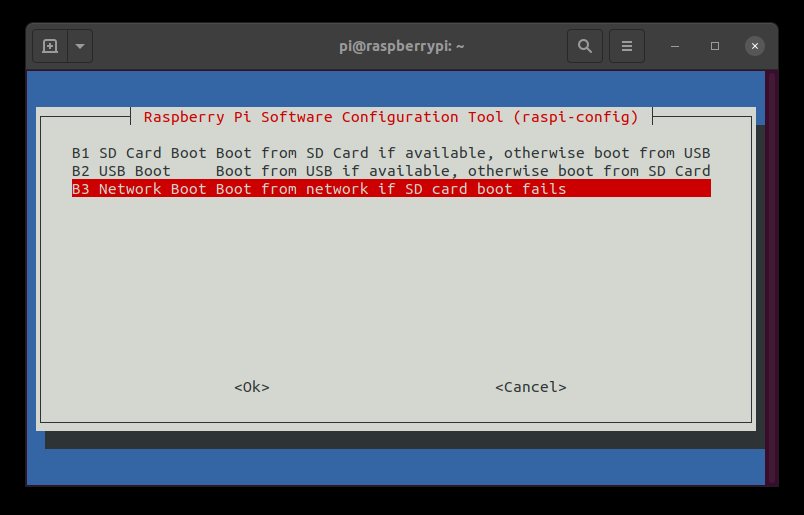 pi@raspberrypi: ~
Raspberry Pi Software Configuration Tool (raspi-config)
B1 SD Card Boot Boot from SD Card if available, otherwise boot from USB
B2 USB Boot     Boot from USB if available, otherwise boot from SD Card
B3 Network Boot Boot from network if SD card boot fails
<Ok>                         <Cancel>